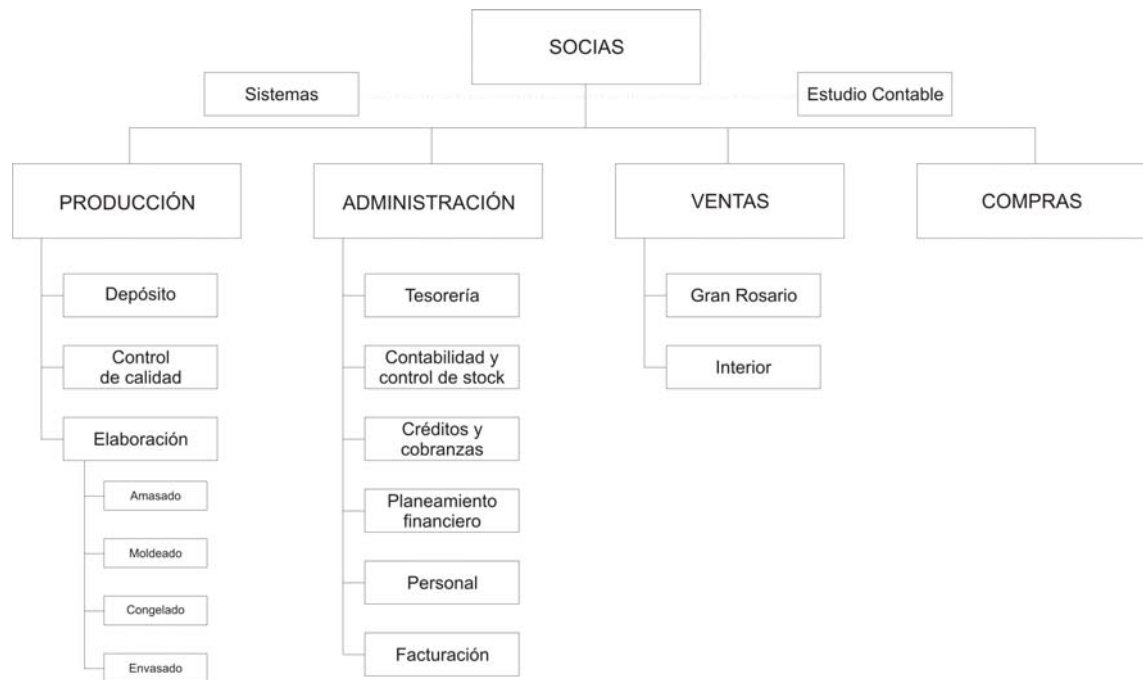 SOCIAS
Sistemas
Estudio Contable
PRODUCCIÓN
ADMINISTRACIÓN
VENTAS
COMPRAS
Depósito
Control
de calidad
Elaboración
Amasado
Moldeado
Congelado
Envasado
Tesorería
Contabilidad y
control de stock
Créditos y
cobranzas
Planeamiento
financiero
Personal
Facturación
Gran Rosario
Interior